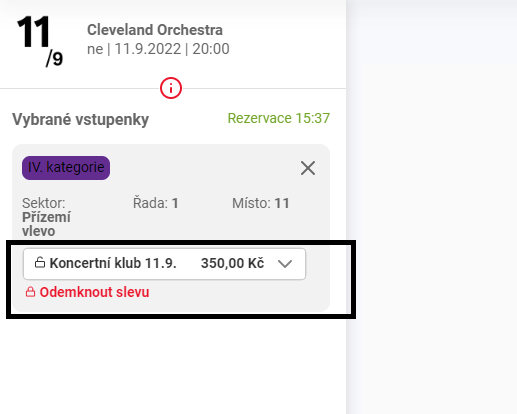 11/9
Cleveland Orchestra
ne | 11.9.2022 | 20:00
Vybrané vstupenky
Rezervace 15:37
IV. kategorie
Sektor: Přízemí vlevo
Řada: 1
Místo: 11
Koncertní klub 11.9. 350,00 Kč
Odemknout slevu